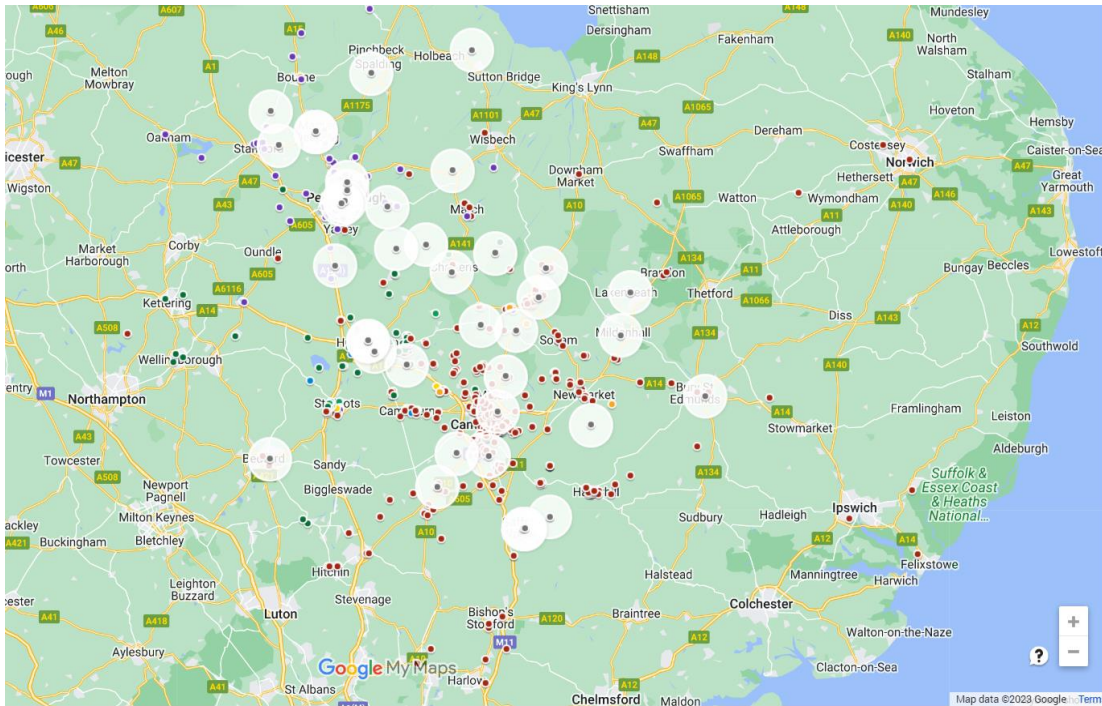 A607
A606
Snettisham
A148
Mundesley
A46
A15
Dersingham
A140
North
Walsham
Pinchbeck
Spalding
Holbeach
Fakenham
A1
A148
Melton
Mowbray
Bourne
Sutton Bridge
Stalham
King's Lynn
A1175
A1101
A47
A1065
Hoveton
A47
Hemsby
Oakham
Wisbech
Dereham
Costessey
Caister-on-Sea
Swaffham
Norwich
A47
Downham
Market
Hethersett
A47
Great
Yarmouth
Wigston
A47
A43
A10
A1065
Watton
Wymondham
A146
A11
A140
A143
A605
March
Attleborough
Yaxley
Market
Harborough
Corby
Oundle
A141
A134
Lowestoft
A605
Brandon
A11
Bungay
Beccles
A6116
Lakenheath
Thetford
A1066
Kettering
A14
Diss
A143
A12
A508
A134
Mildenhall
Southwold
Wellingborough
Soham
A140
M1
A14
Bury St
Edmunds
Northampton
Newmarket
A14
Framlingham
Leiston
A43
Stowmarket
Aldeburgh
Towcester
Bedford
Sandy
A134
A508
Suffolk &
Essex Coast
& Heaths
National...
Newport
Pagnell
Biggleswade
Haverhill
Ipswich
Milton Keynes
Sudbury
Hadleigh
Bletchley
A10
A12
A14
A421
Buckingham
Felixstowe
Hitchin
Halstead
Manningtree
Harwich
Leighton
Buzzard
Stevenage
Colchester
A41
A418
Luton
Bishop's
Stortford
A120
Braintree
Walton-on-the-Naze
M11
A12
Aylesbury
Google My Maps
Clacton-on-Sea
A41
St Albans
Harlow
A12
Chelmsford
Maldon
Map data ©2023 Google
Term